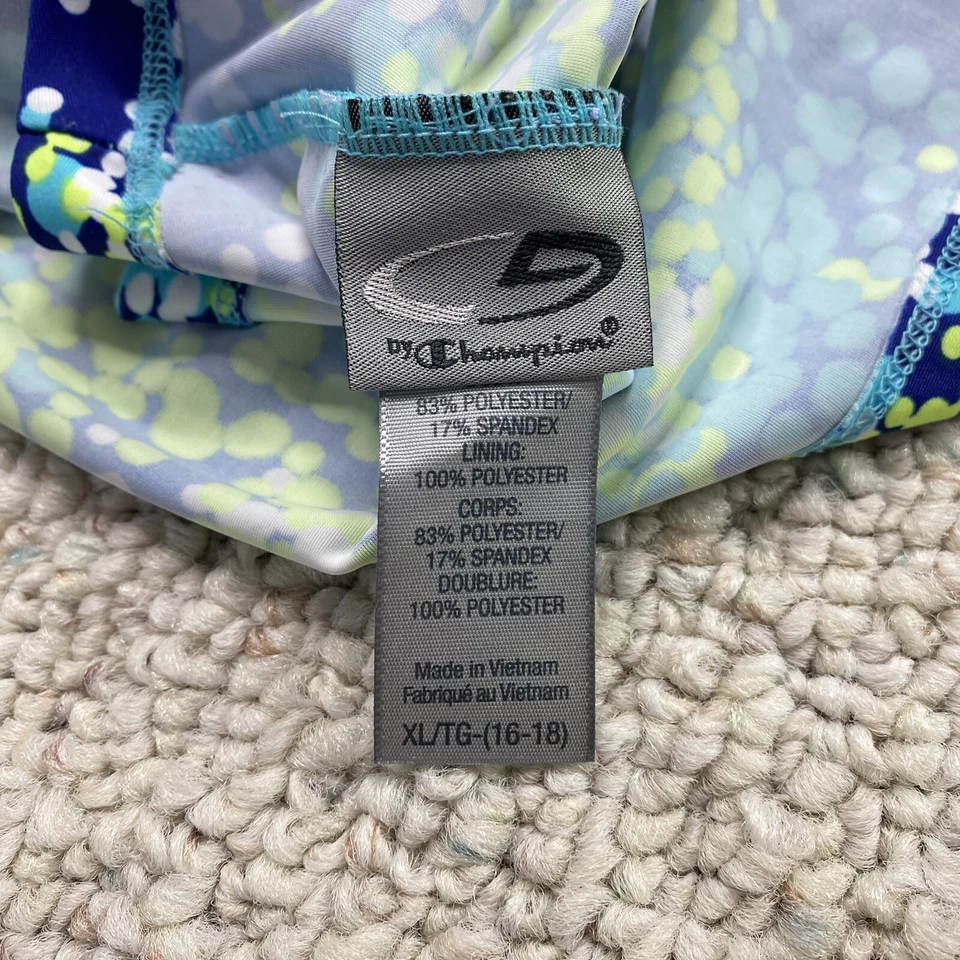 C9
by Champion®
83% POLYESTER/
17% SPANDEX
LINING:
100% POLYESTER
CORPS:
83% POLYESTER/
17% SPANDEX
DOUBLURE:
100% POLYESTER
Made in Vietnam
Fabriqué au Vietnam
XL/TG-(16-18)